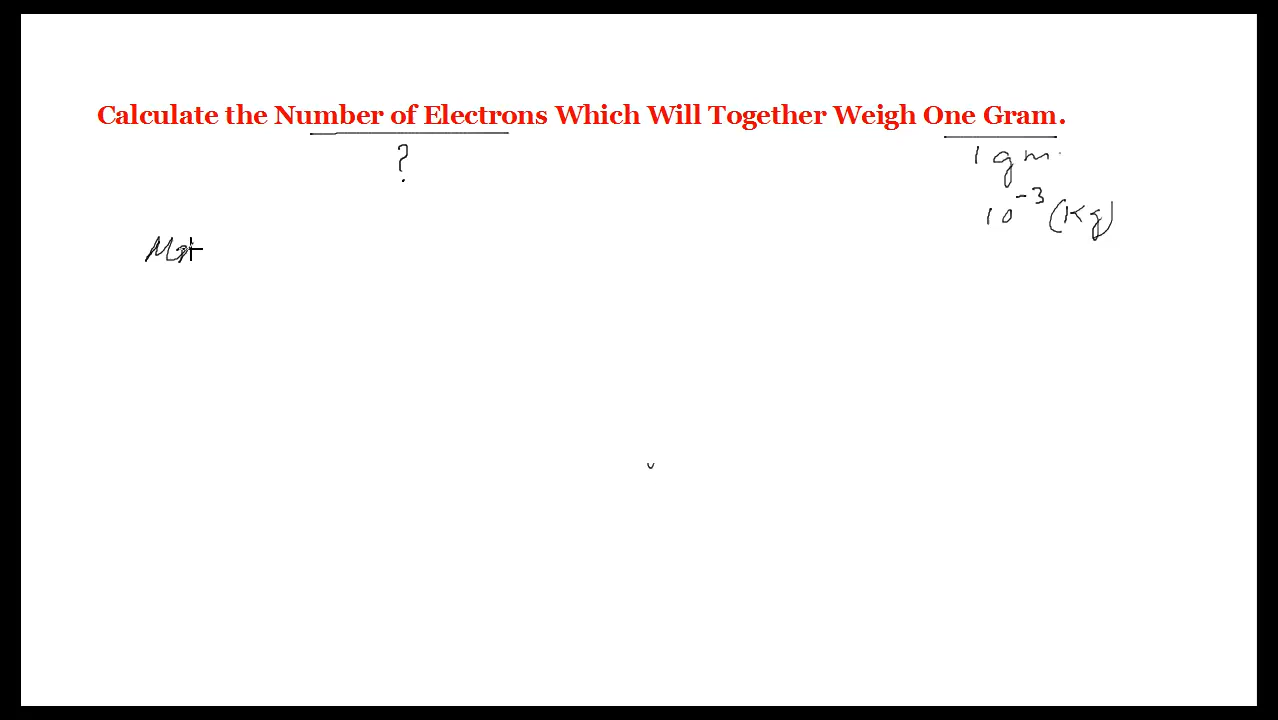 Calculate the Number of Electrons Which Will Together Weigh One Gram.
? 1 gm
10⁻³ (Kg)